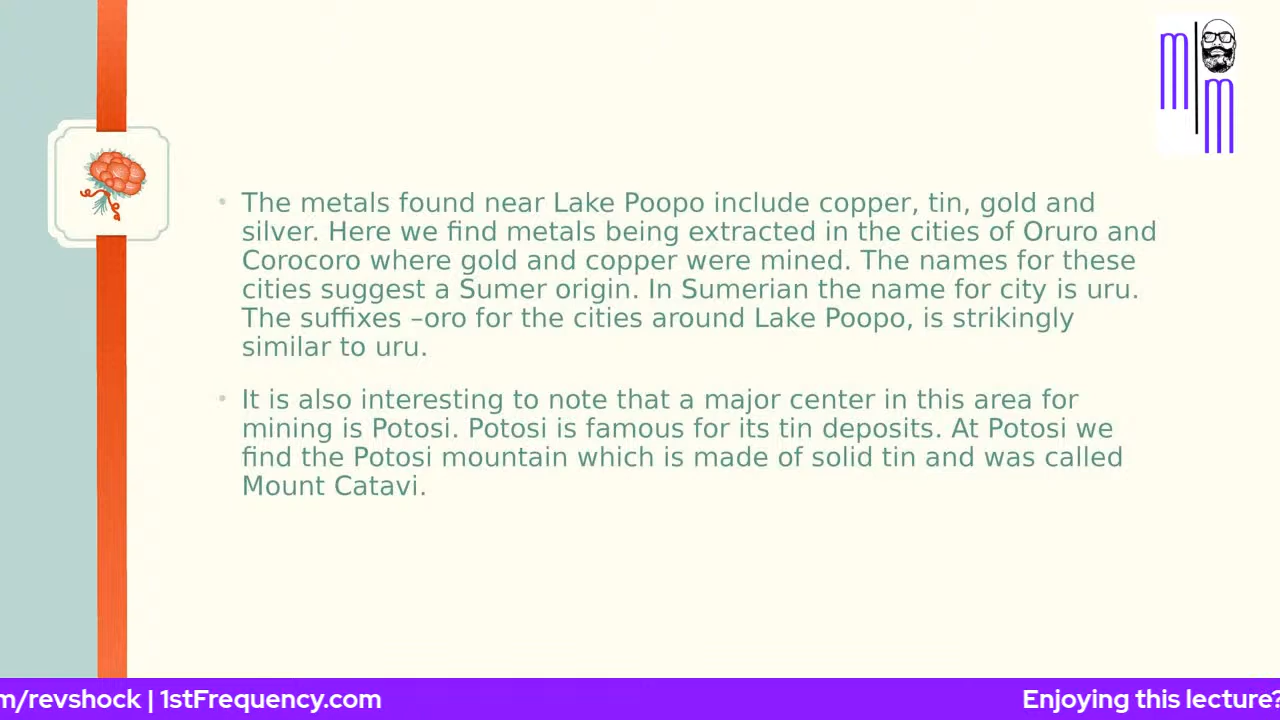 m m
The metals found near Lake Poopo include copper, tin, gold and
silver. Here we find metals being extracted in the cities of Oruro and
Corocoro where gold and copper were mined. The names for these
cities suggest a Sumer origin. In Sumerian the name for city is uru.
The suffixes –oro for the cities around Lake Poopo, is strikingly
similar to uru.
It is also interesting to note that a major center in this area for
mining is Potosi. Potosi is famous for its tin deposits. At Potosi we
find the Potosi mountain which is made of solid tin and was called
Mount Catavi.
m/revshock | 1stFrequency.com
Enjoying this lecture?